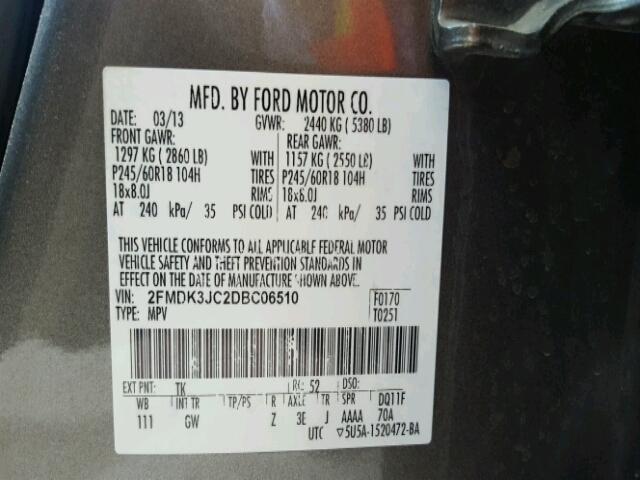 MFD. BY FORD MOTOR CO.
DATE: 03/13 GVWR: 2440 KG ( 5380 LB)
FRONT GAWR: REAR GAWR:
1297 KG ( 2860 LB) WITH 1157 KG ( 2550 LB) WITH
P245/60R18 104H TIRES P245/60R18 104H TIRES
18x8.0J RIMS 18x8.0J RIMS
AT 240 kPa/ 35 PSI COLD AT 240 kPa/ 35 PSI COLD
THIS VEHICLE CONFORMS TO ALL APPLICABLE FEDERAL MOTOR
VEHICLE SAFETY AND THEFT PREVENTION STANDARDS IN
EFFECT ON THE DATE OF MANUFACTURE SHOWN ABOVE.
VIN: 2FMDK3JC2DBC06510 F0170
TYPE: MPV T0251
EXT PNT: TK RC: 52 DSO:
WB INT TR TP/PS R AXLE TR SPR DQ11F
111 GW Z 3E J AAAA 70A
UTC ▽5U5A-1520472-BA